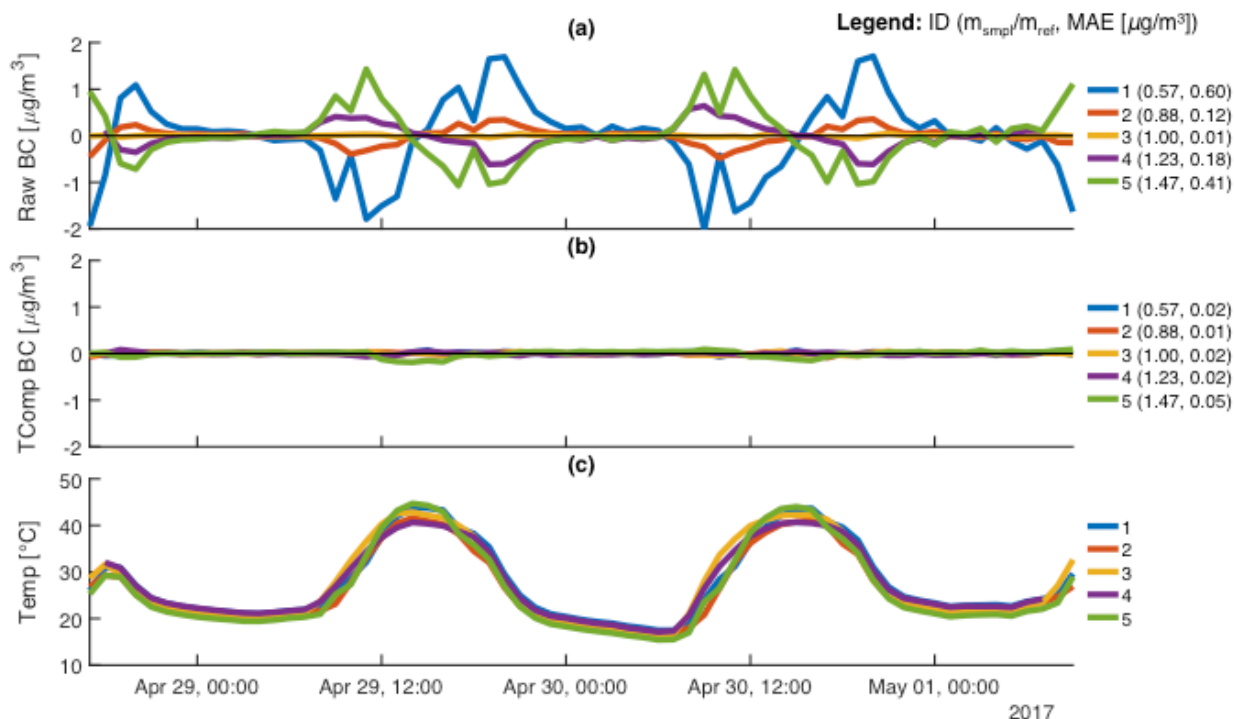 (a)
Legend: ID (m_smpl/m_ref, MAE [µg/m³])
Raw BC [µg/m³]
2
1
0
-1
-2
1 (0.57, 0.60)
2 (0.88, 0.12)
3 (1.00, 0.01)
4 (1.23, 0.18)
5 (1.47, 0.41)
(b)
TComp BC [µg/m³]
2
1
0
-1
-2
1 (0.57, 0.02)
2 (0.88, 0.01)
3 (1.00, 0.02)
4 (1.23, 0.02)
5 (1.47, 0.05)
(c)
Temp [°C]
50
40
30
20
10
1
2
3
4
5
Apr 29, 00:00
Apr 29, 12:00
Apr 30, 00:00
Apr 30, 12:00
May 01, 00:00
2017